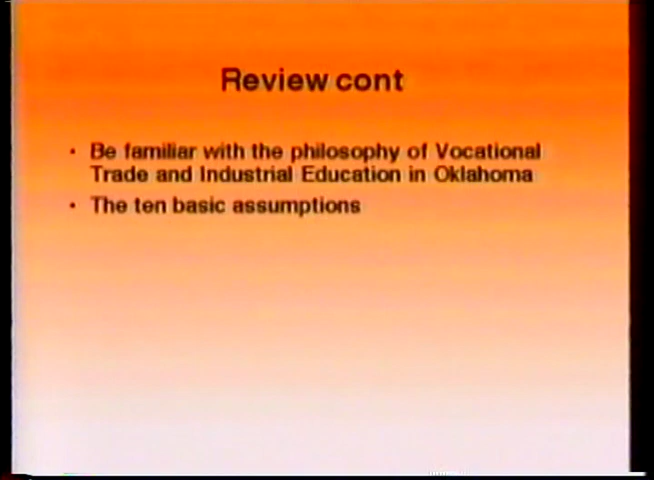 Review cont
• Be familiar with the philosophy of Vocational
Trade and Industrial Education in Oklahoma
• The ten basic assumptions